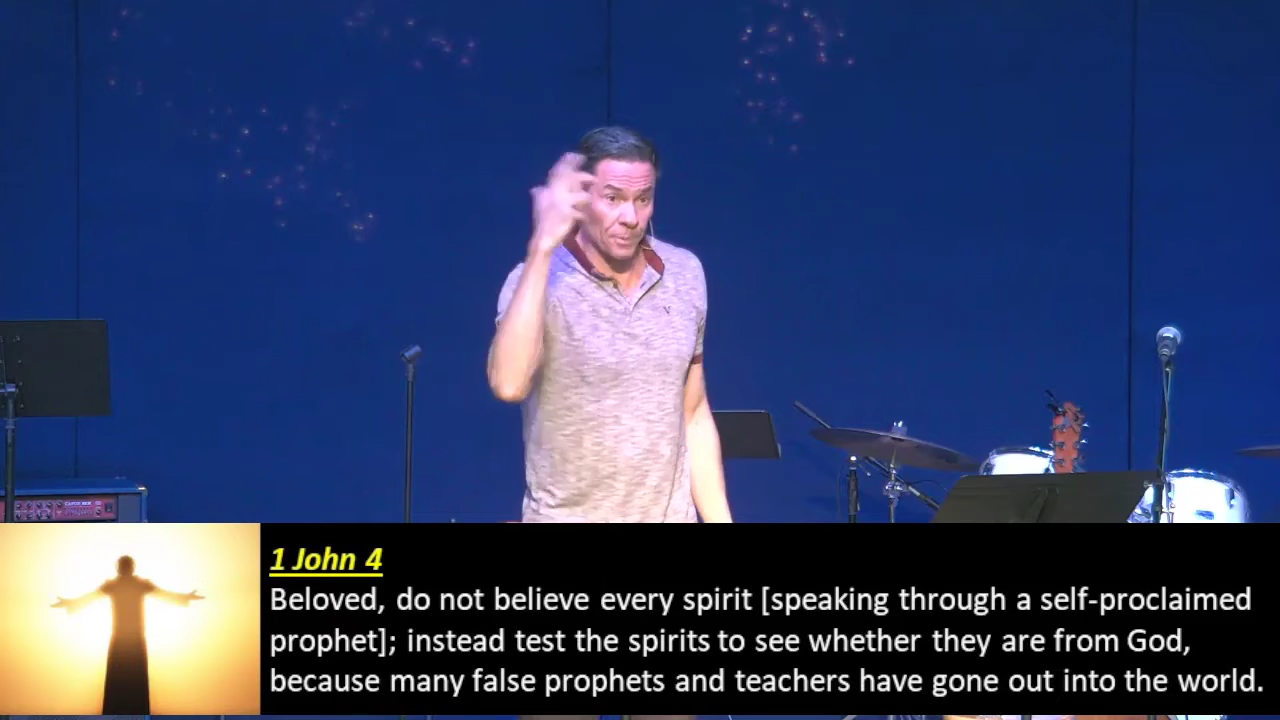 1 John 4
Beloved, do not believe every spirit [speaking through a self-proclaimed
prophet]; instead test the spirits to see whether they are from God,
because many false prophets and teachers have gone out into the world.